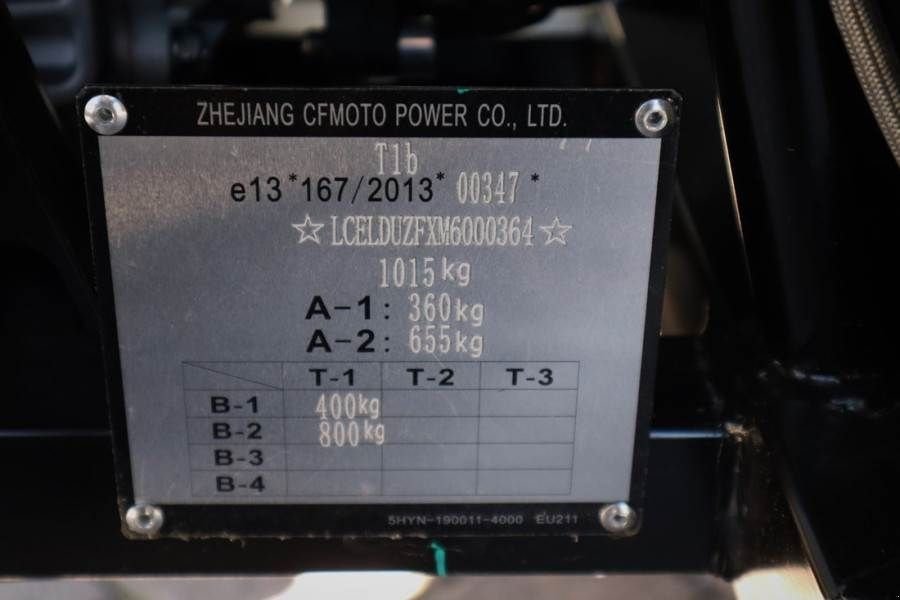 ZHEJIANG CFMOTO POWER CO., LTD.
T1b
e13*167/2013*00347*
☆LCELDUZFXM6000364☆
1015kg
A-1: 360kg
A-2: 655kg
T-1 T-2 T-3
B-1 400kg
B-2 800kg
B-3
B-4
5HYN-190011-4000 EU211